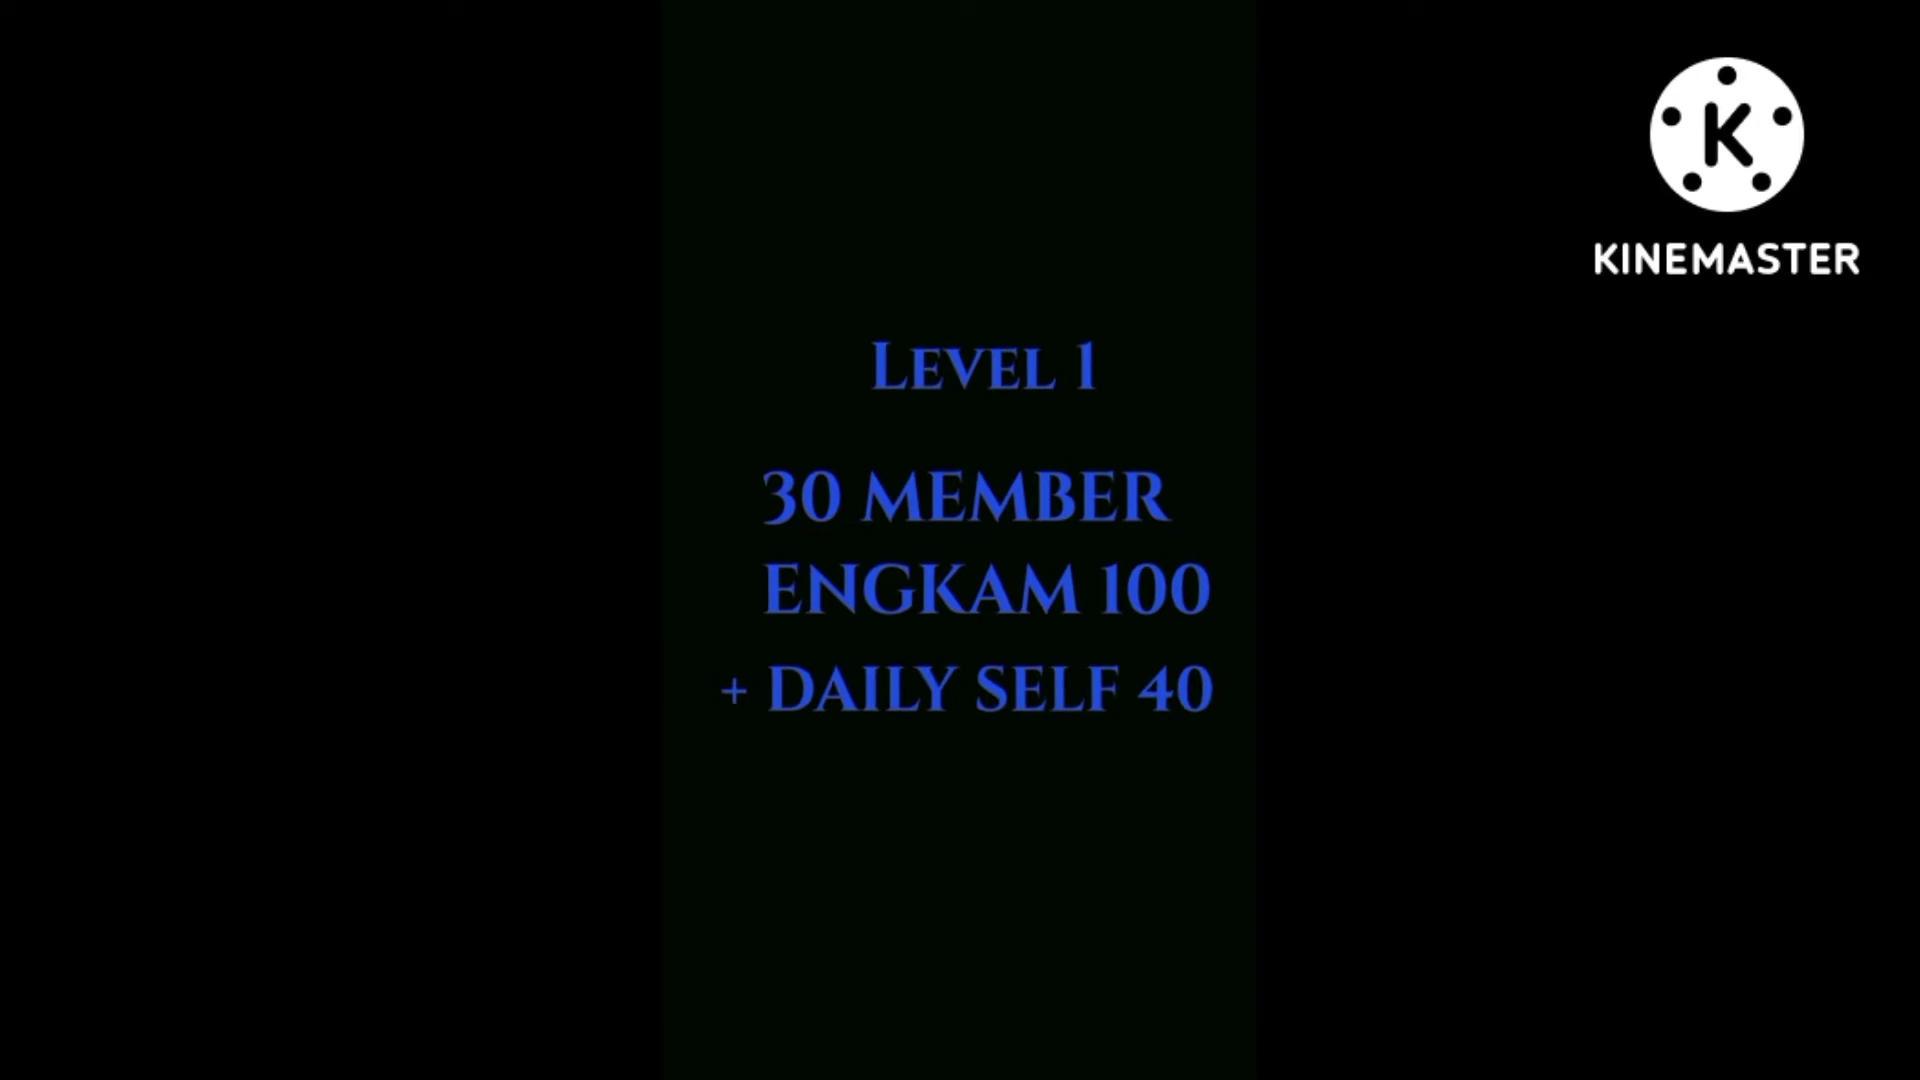 K
KINEMASTER
Level 1
30 MEMBER
ENGKAM 100
+ DAILY SELF 40